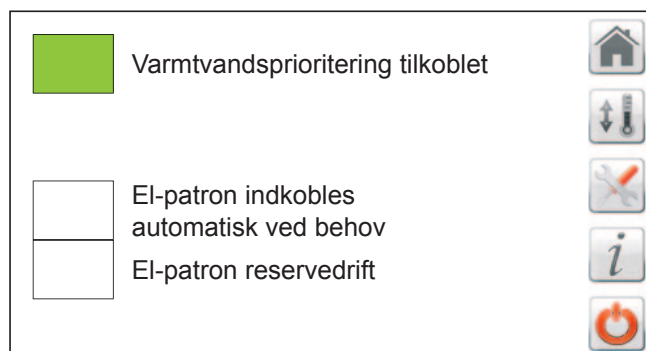 Varmtvandsprioritering tilkoblet
El-patron indkobles
automatisk ved behov
El-patron reservedrift
i